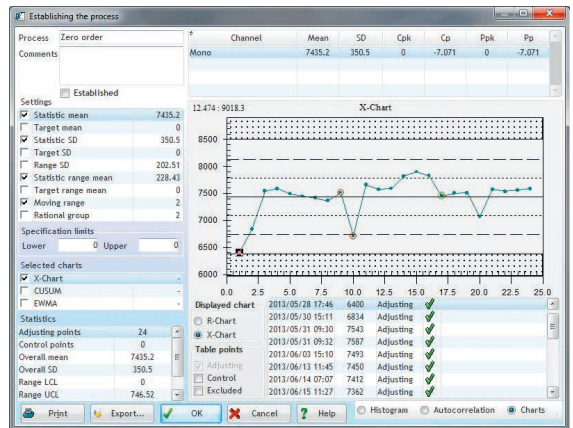 Establishing the process
Process Zero order
Comments
Established
Channel Mean SD Cpk Cp Ppk Pp
Mono 7435.2 350.5 0 -7.071 0 -7.071
Settings
Statistic mean 7435.2
Target mean 0
Statistic SD 350.5
Target SD 0
Range SD 202.51
Statistic range mean 228.43
Target range mean 0
Moving range 2
Rational group 2
Specification limits
Lower 0 Upper 0
Selected charts
X-Chart -
CUSUM -
EWMA -
Statistics
Adjusting points 24
Control points 0
Overall mean 7435.2
Overall SD 350.5
Range LCL 0
Range UCL 746.52
12.474 : 9018.3 X-Chart
8500
8000
7500
7000
6500
6000
0.0 2.5 5.0 7.5 10.0 12.5 15.0 17.5 20.0 22.5 25.0
Displayed chart
R-Chart
X-Chart
Table points
Adjusting
Control
Excluded
2013/05/28 17:46 6400 Adjusting
2013/05/30 15:11 6834 Adjusting
2013/05/31 09:30 7543 Adjusting
2013/05/31 09:32 7587 Adjusting
2013/06/03 15:10 7493 Adjusting
2013/06/13 11:45 7450 Adjusting
2013/06/14 07:07 7412 Adjusting
2013/06/15 11:27 7362 Adjusting
Print Export... OK Cancel ? Help Histogram Autocorrelation Charts